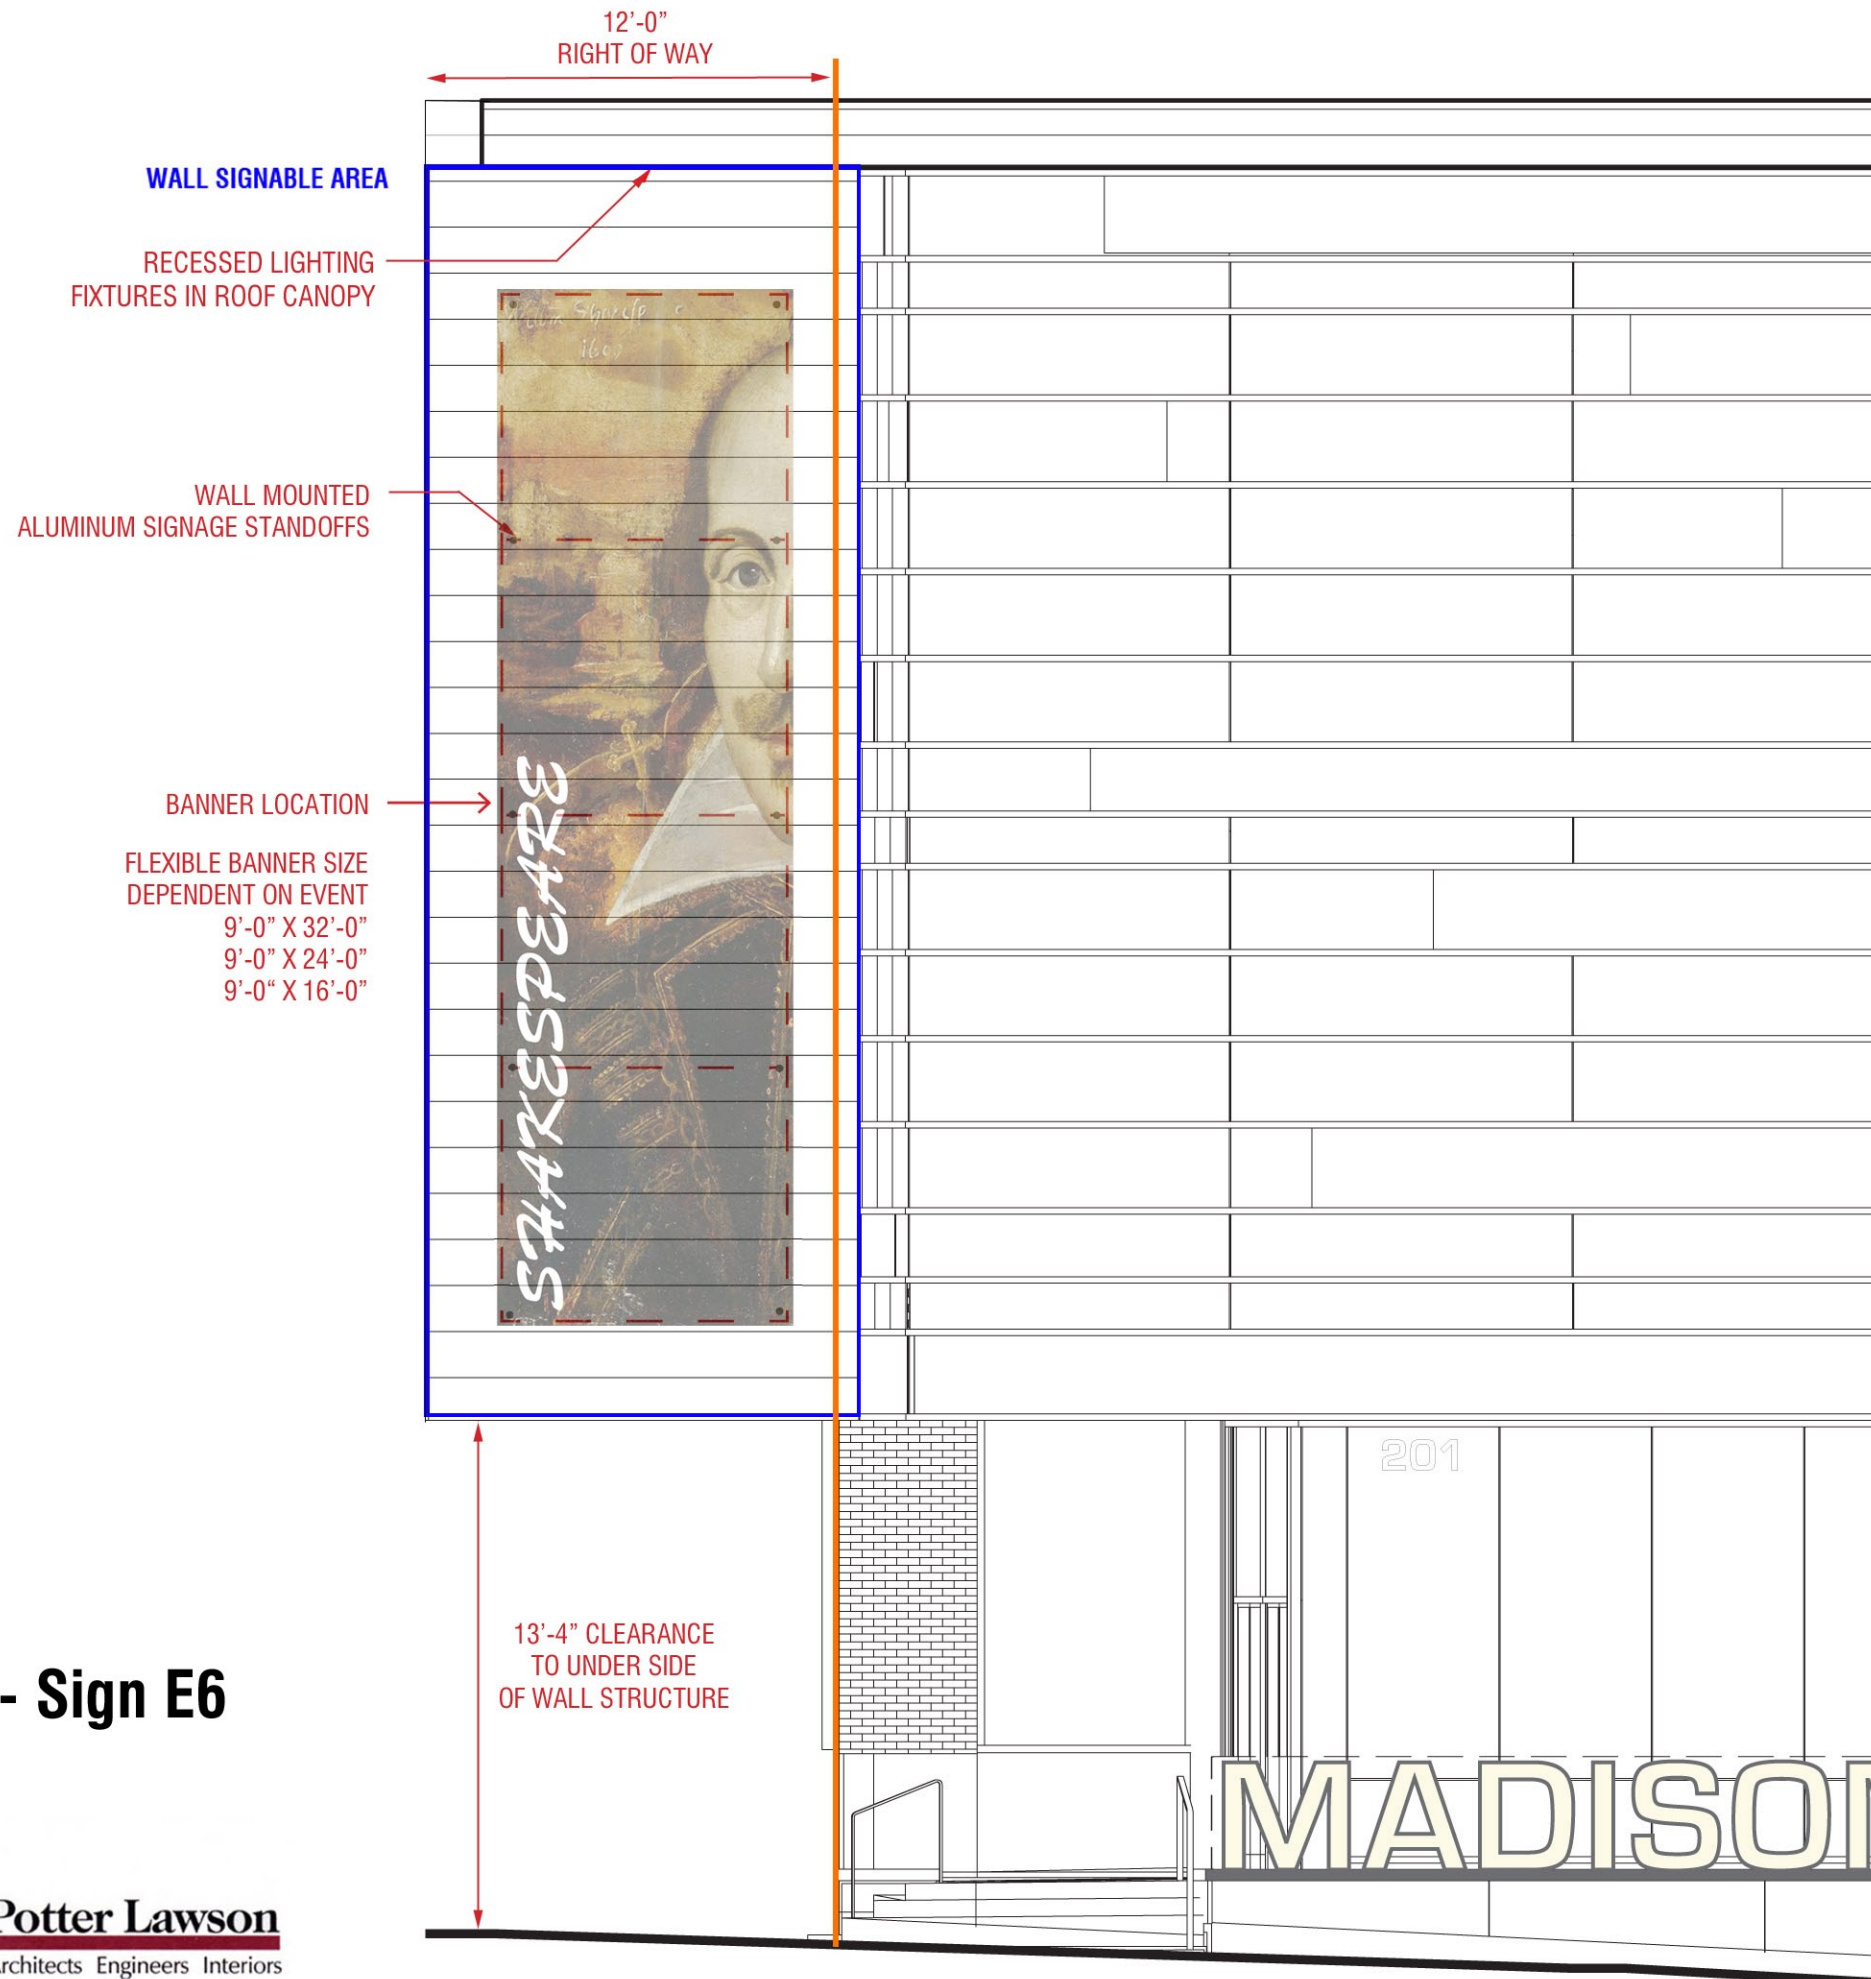 12’-0”
RIGHT OF WAY
WALL SIGNABLE AREA
RECESSED LIGHTING
FIXTURES IN ROOF CANOPY
1609
WALL MOUNTED
ALUMINUM SIGNAGE STANDOFFS
BANNER LOCATION
FLEXIBLE BANNER SIZE
DEPENDENT ON EVENT
9’-0” X 32’-0”
9’-0” X 24’-0”
9’-0“ X 16’-0”
SHAKESPEARE
201
13’-4” CLEARANCE
TO UNDER SIDE
OF WALL STRUCTURE
- Sign E6
MADISON
Potter Lawson
Architects Engineers Interiors